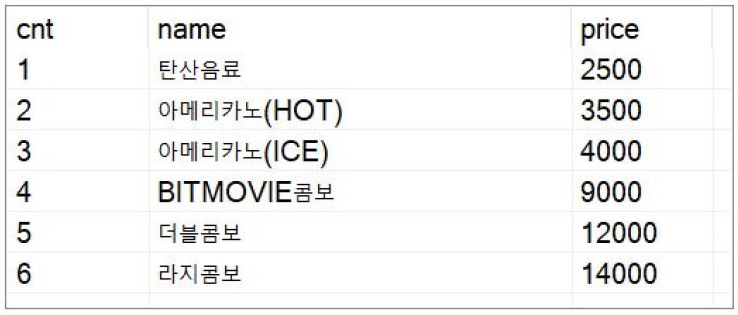 cnt name price
1 탄산음료 2500
2 아메리카노(HOT) 3500
3 아메리카노(ICE) 4000
4 BITMOVIE콤보 9000
5 더블콤보 12000
6 라지콤보 14000